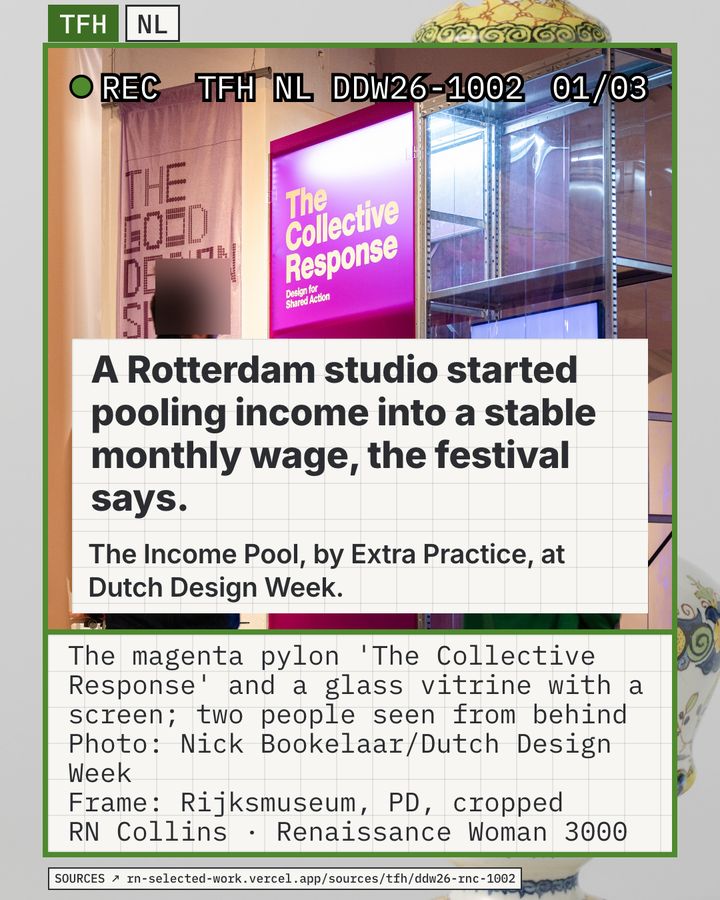 TFH NL
REC TFH NL DDW26-1002 01/03
THE
GOOD
The
Collective
Response
Design for
Shared Action
A Rotterdam studio started
pooling income into a stable
monthly wage, the festival
says.
The Income Pool, by Extra Practice, at
Dutch Design Week.
The magenta pylon 'The Collective
Response' and a glass vitrine with a
screen; two people seen from behind
Photo: Nick Bookelaar/Dutch Design
Week
Frame: Rijksmuseum, PD, cropped
RN Collins · Renaissance Woman 3000
SOURCES ↗ rn-selected-work.vercel.app/sources/tfh/ddw26-rnc-1002